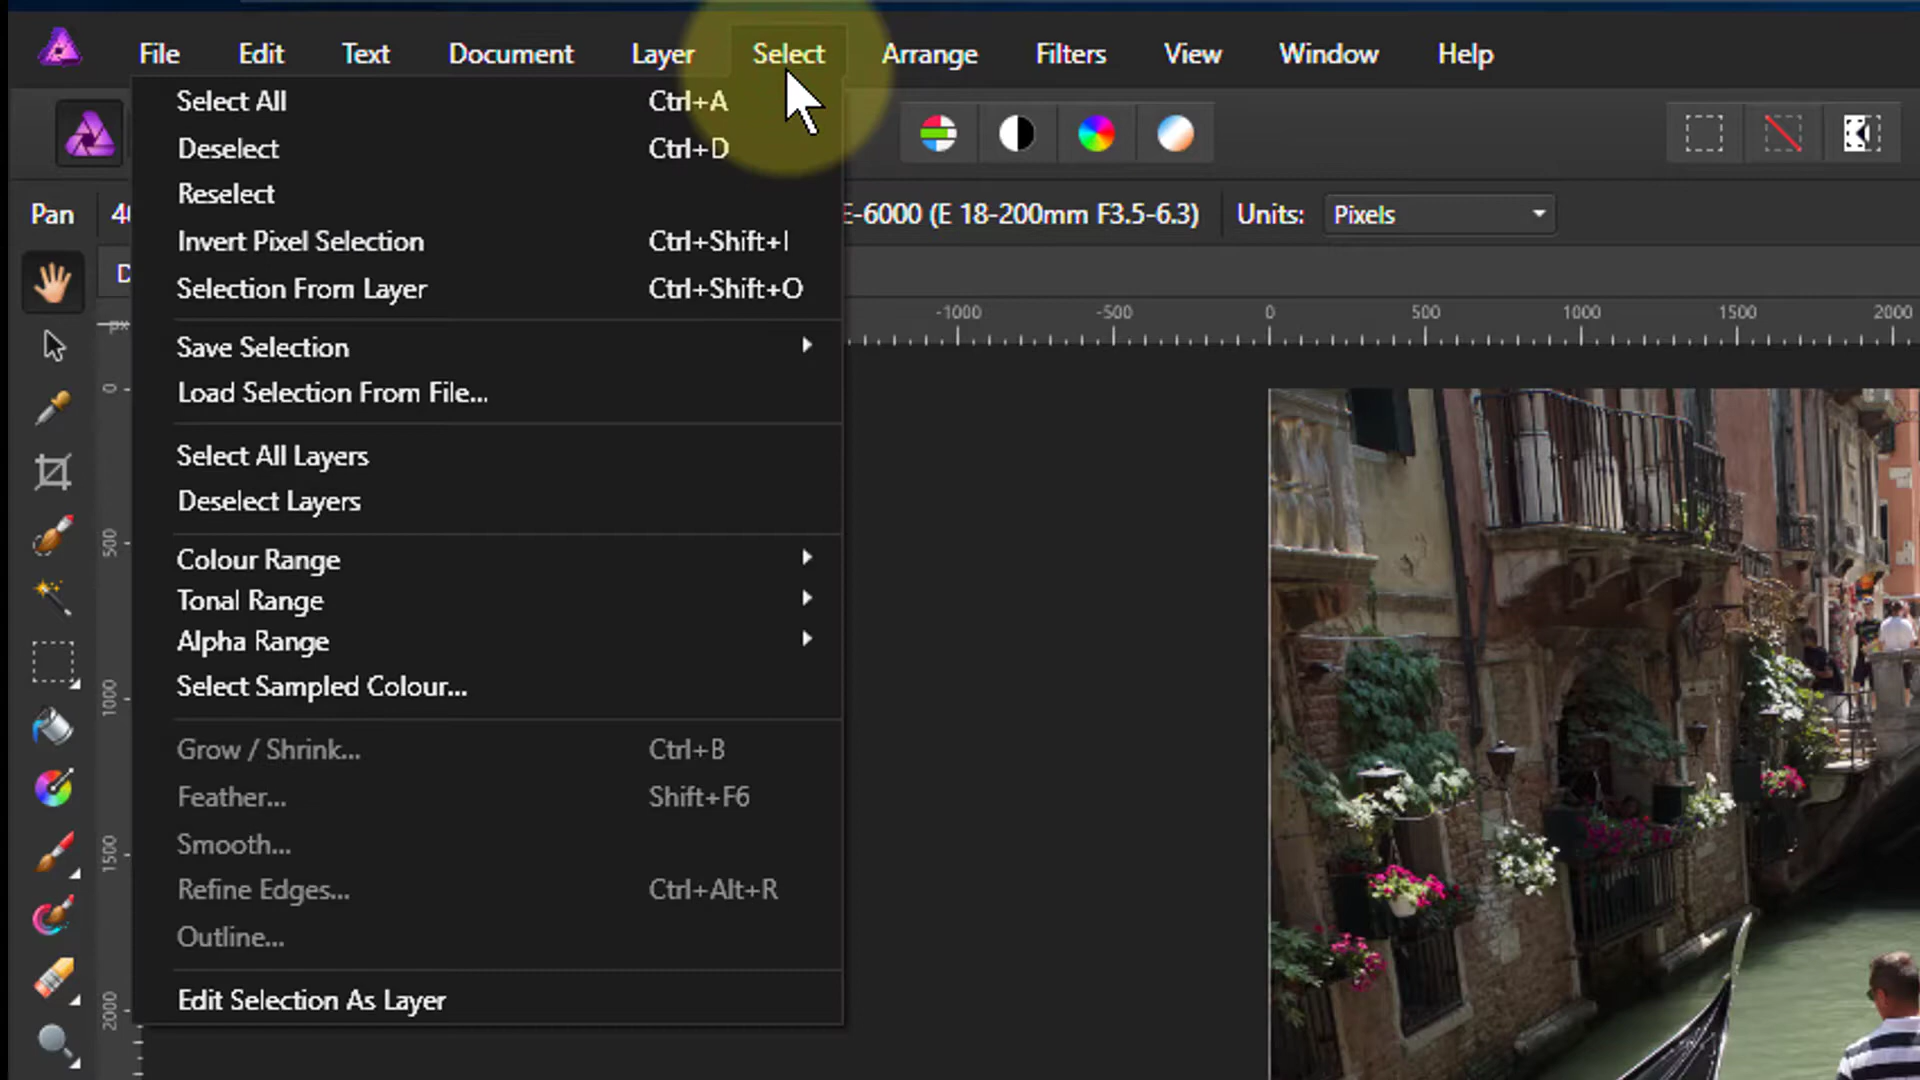 File Edit Text Document Layer Select Arrange Filters View Window Help
Select All Ctrl+A
Deselect Ctrl+D
Reselect
Invert Pixel Selection Ctrl+Shift+I
Selection From Layer Ctrl+Shift+O
Save Selection
Load Selection From File...
Select All Layers
Deselect Layers
Colour Range
Tonal Range
Alpha Range
Select Sampled Colour...
Grow / Shrink... Ctrl+B
Feather... Shift+F6
Smooth...
Refine Edges... Ctrl+Alt+R
Outline...
Edit Selection As Layer
Pan E-6000 (E 18-200mm F3.5-6.3) Units: Pixels
px -1000 -500 0 500 1000 1500 2000
0
500
1000
1500
2000